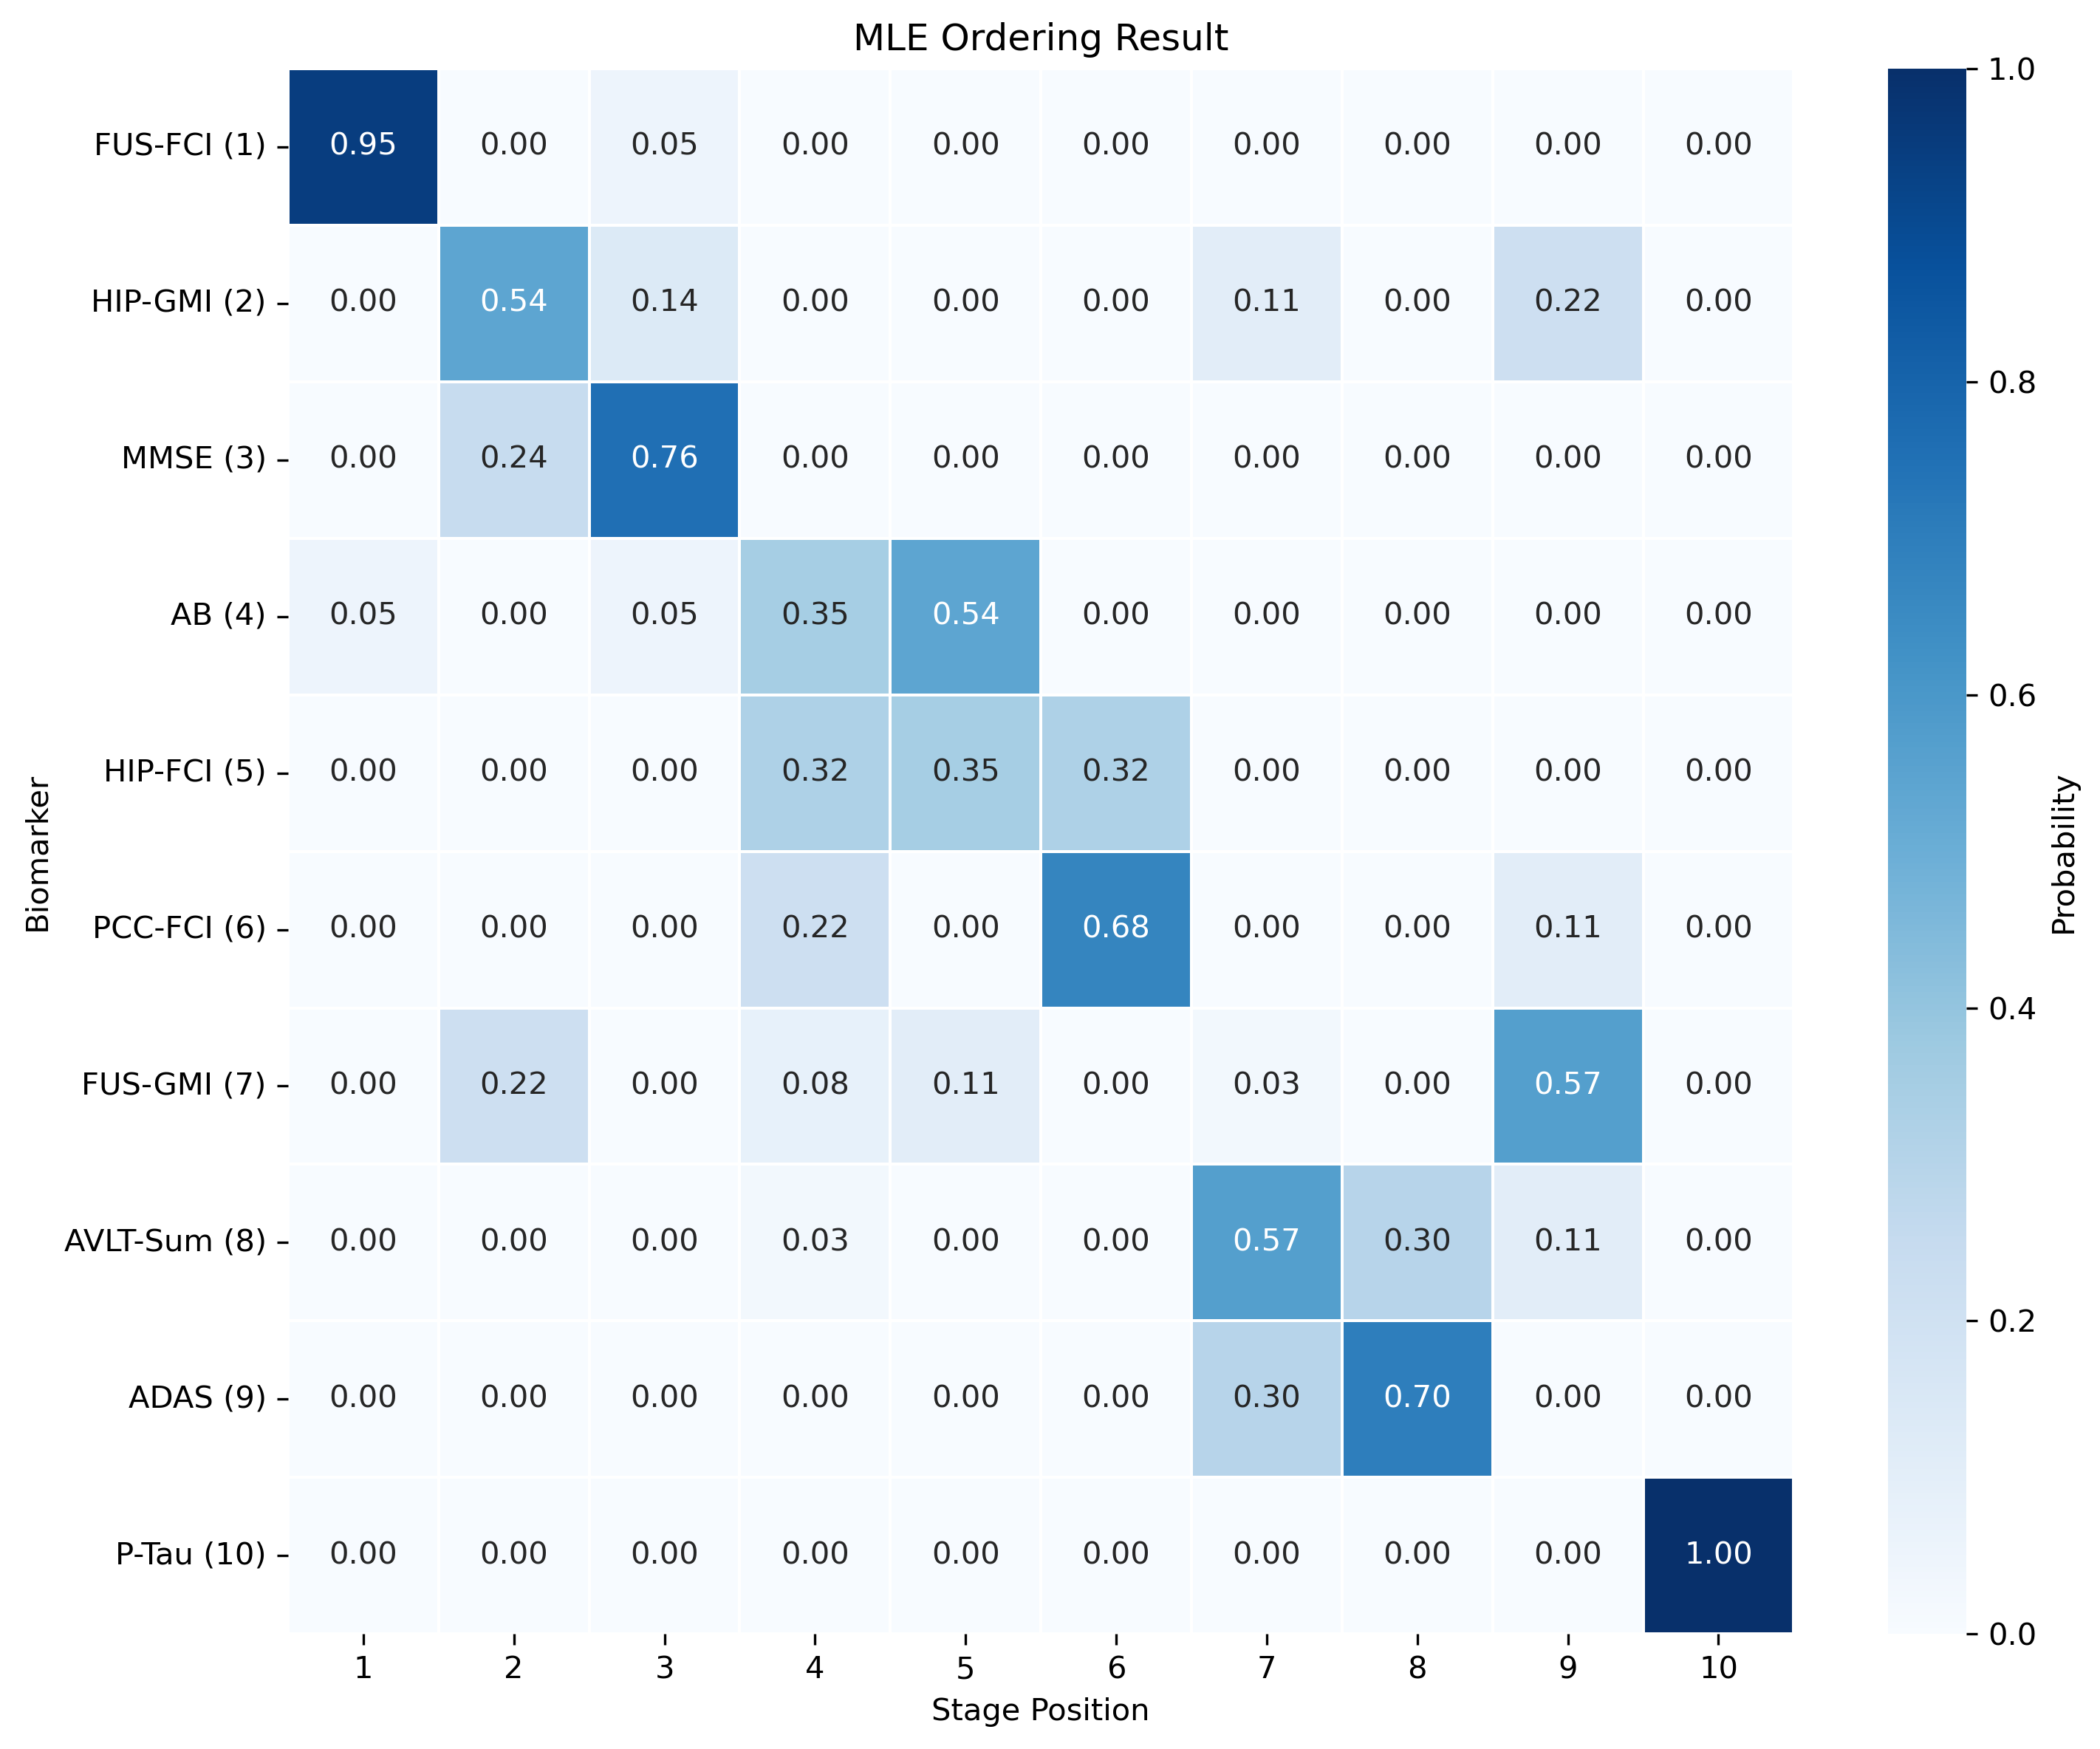 MLE Ordering Result
FUS-FCI (1) 0.95 0.00 0.05 0.00 0.00 0.00 0.00 0.00 0.00 0.00
HIP-GMI (2) 0.00 0.54 0.14 0.00 0.00 0.00 0.11 0.00 0.22 0.00
MMSE (3) 0.00 0.24 0.76 0.00 0.00 0.00 0.00 0.00 0.00 0.00
AB (4) 0.05 0.00 0.05 0.35 0.54 0.00 0.00 0.00 0.00 0.00
HIP-FCI (5) 0.00 0.00 0.00 0.32 0.35 0.32 0.00 0.00 0.00 0.00
PCC-FCI (6) 0.00 0.00 0.00 0.22 0.00 0.68 0.00 0.00 0.11 0.00
FUS-GMI (7) 0.00 0.22 0.00 0.08 0.11 0.00 0.03 0.00 0.57 0.00
AVLT-Sum (8) 0.00 0.00 0.00 0.03 0.00 0.00 0.57 0.30 0.11 0.00
ADAS (9) 0.00 0.00 0.00 0.00 0.00 0.00 0.30 0.70 0.00 0.00
P-Tau (10) 0.00 0.00 0.00 0.00 0.00 0.00 0.00 0.00 0.00 1.00
1 2 3 4 5 6 7 8 9 10
Stage Position
Biomarker
1.0
0.8
0.6
0.4
0.2
0.0
Probability